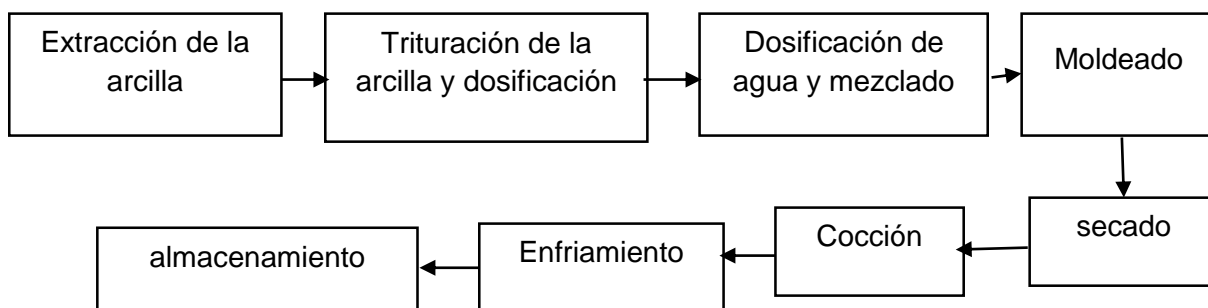 Extracción de la
arcilla
Trituración de la
arcilla y dosificación
Dosificación de
agua y mezclado
Moldeado
secado
Cocción
Enfriamiento
almacenamiento